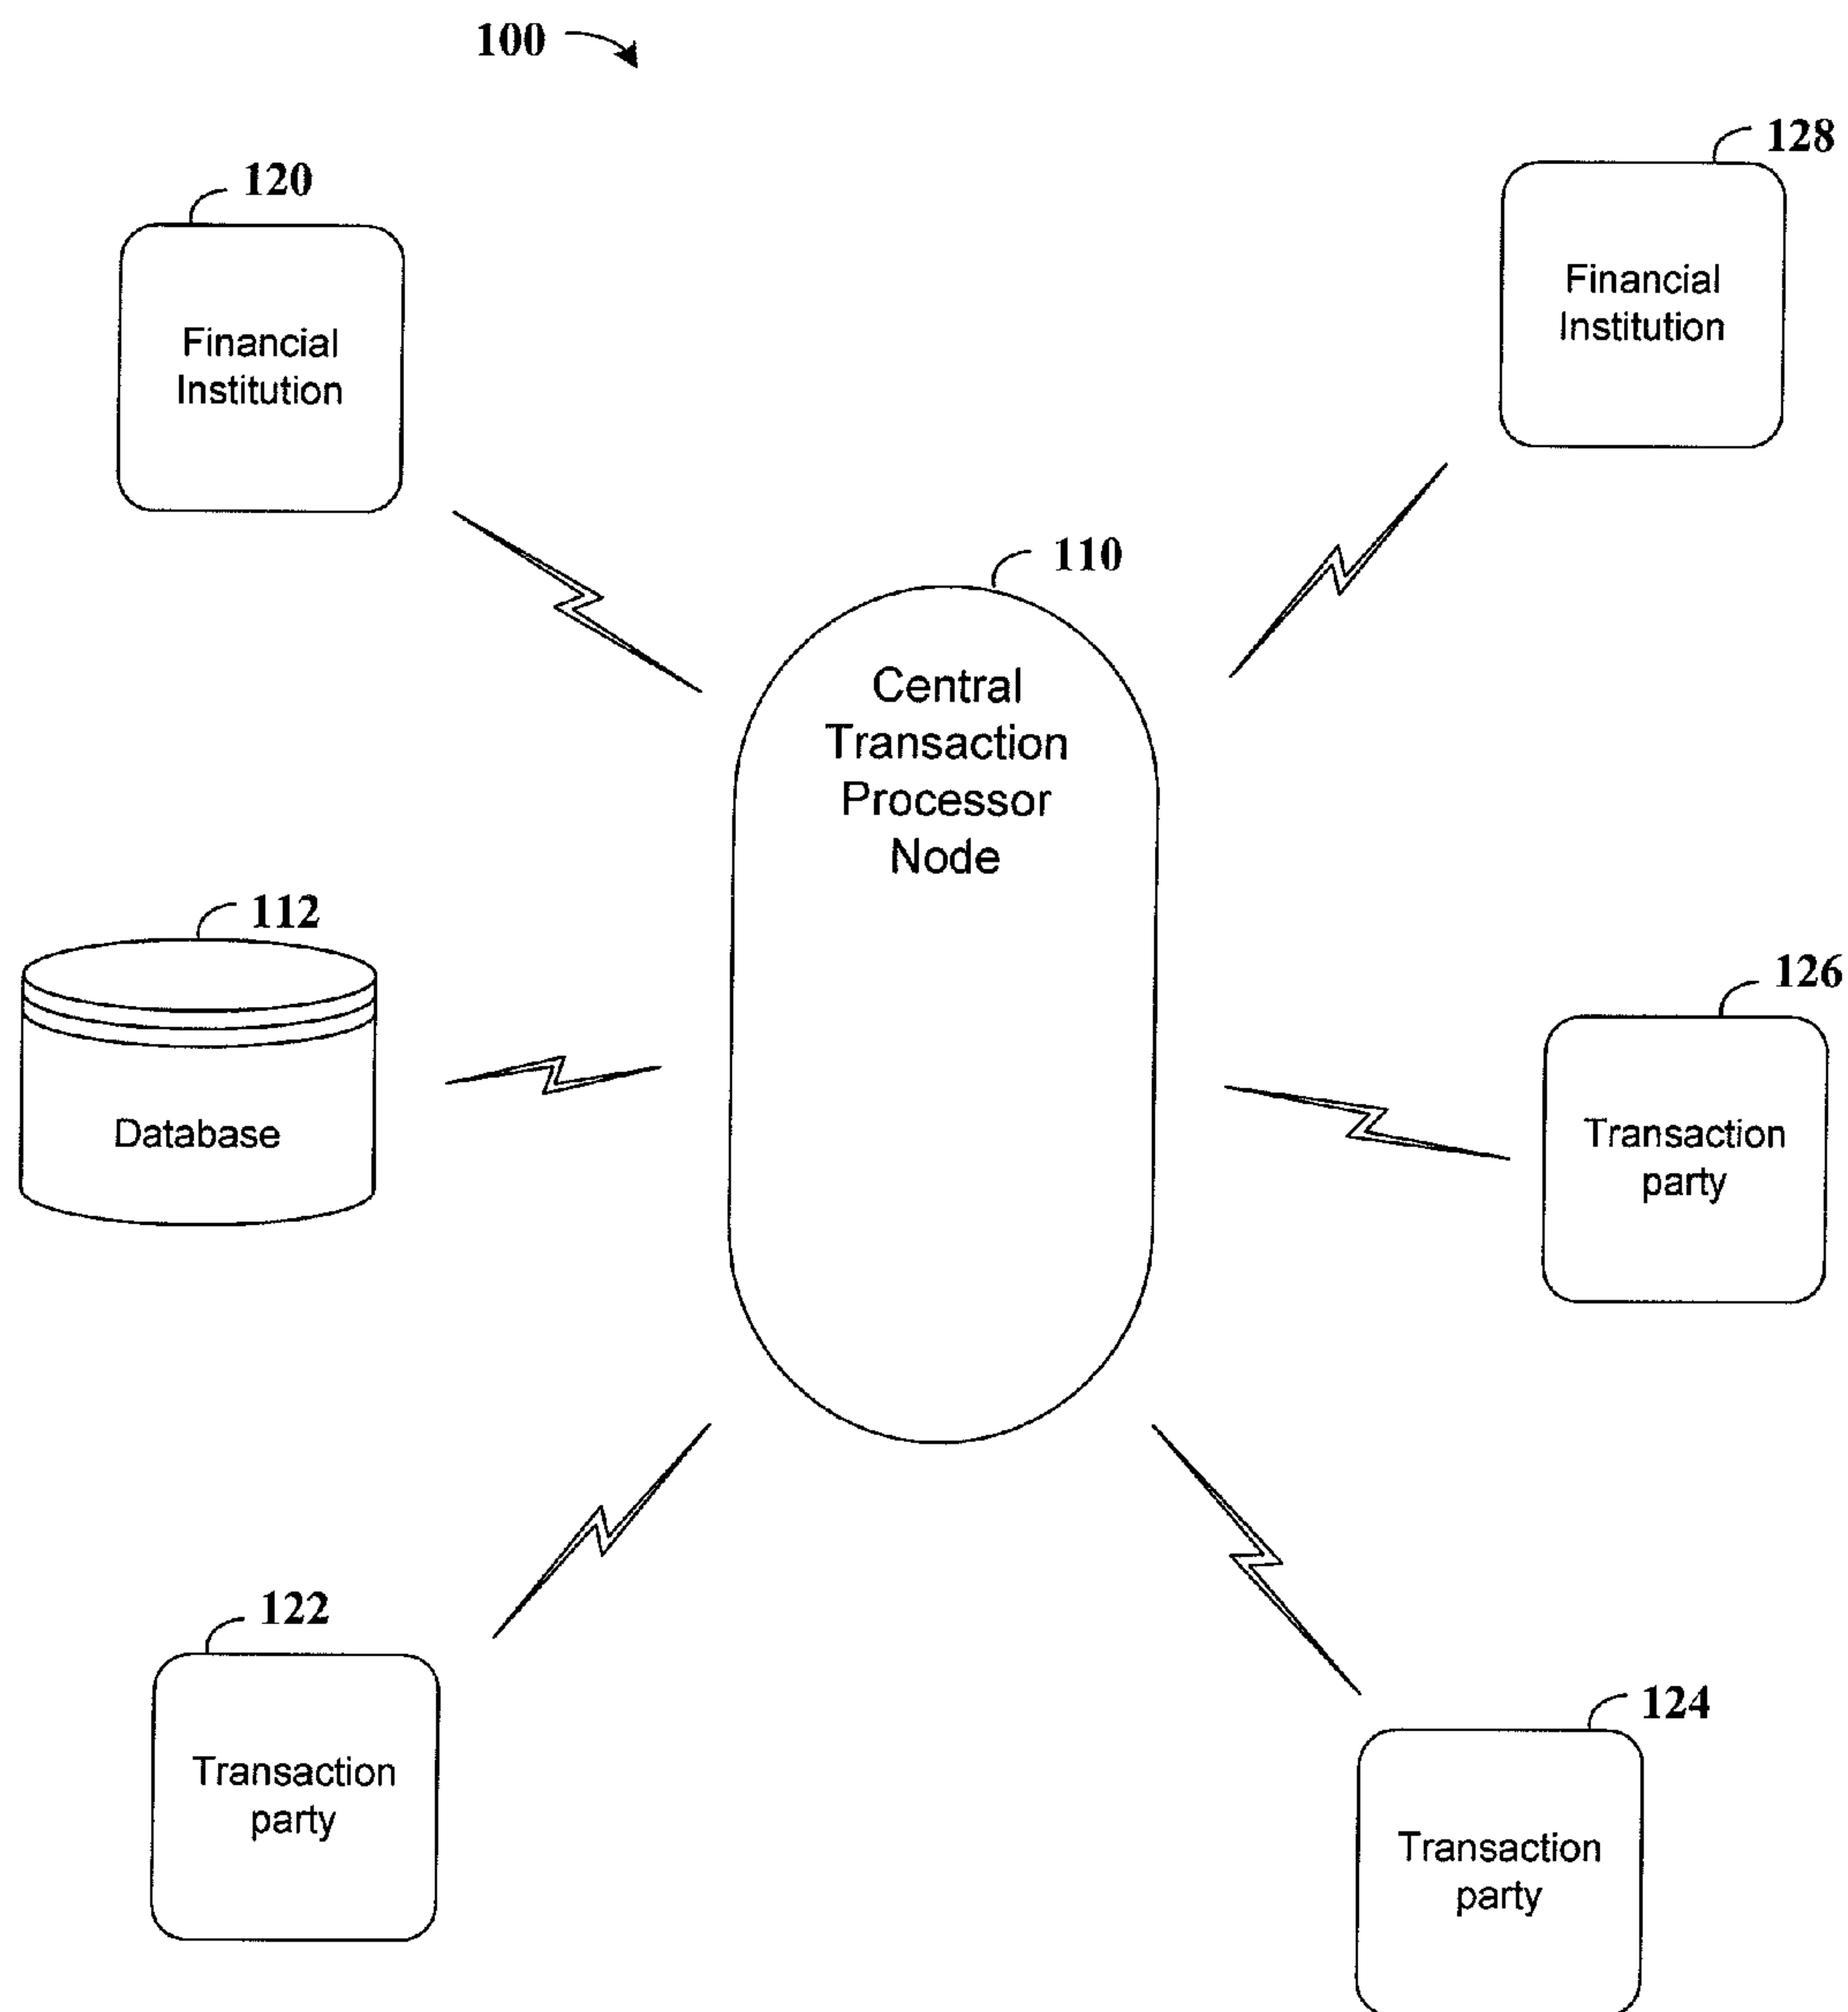 100
128
120
Financial
Institution
Financial
Institution
110
Central
Transaction
Processor
Node
112
Database
126
Transaction
party
122
Transaction
party
124
Transaction
party